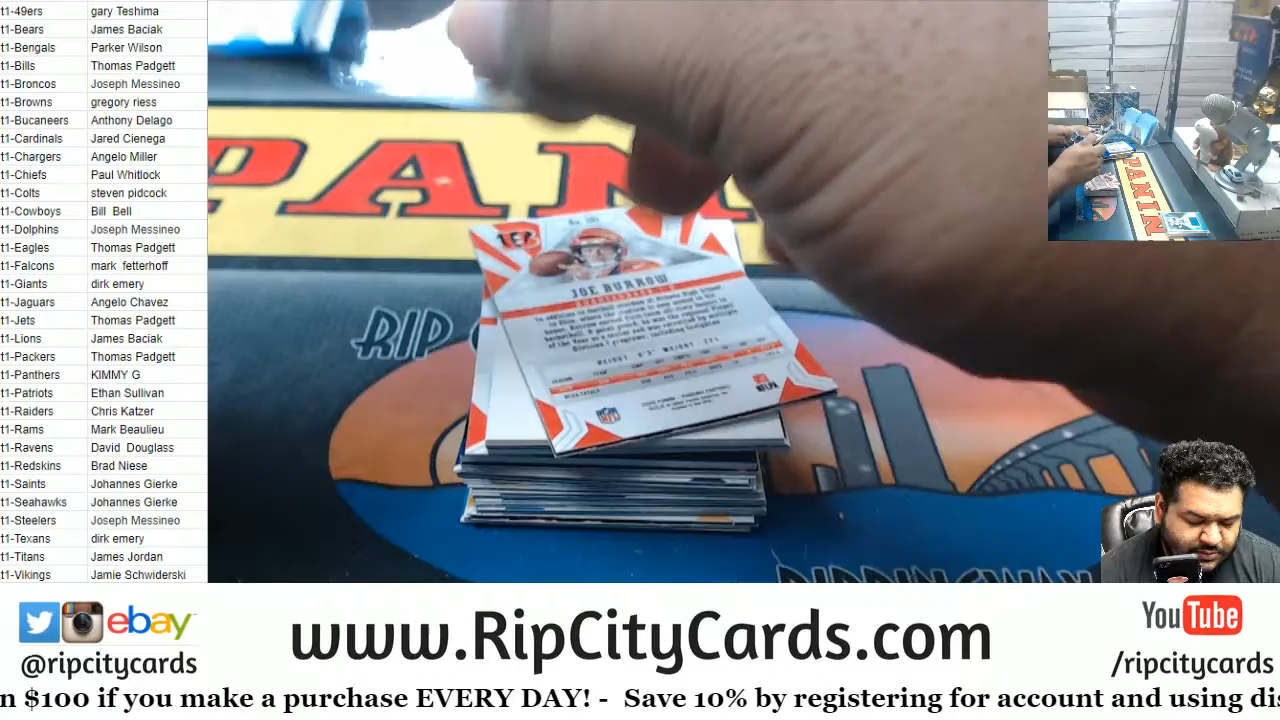 t1-49ers gary Teshima
t1-Bears James Baciak
t1-Bengals Parker Wilson
t1-Bills Thomas Padgett
t1-Broncos Joseph Messineo
t1-Browns gregory riess
t1-Bucaneers Anthony Delago
t1-Cardinals Jared Cienega
t1-Chargers Angelo Miller
t1-Chiefs Paul Whitlock
t1-Colts steven pidcock
t1-Cowboys Bill Bell
t1-Dolphins Joseph Messineo
t1-Eagles Thomas Padgett
t1-Falcons mark fetterhoff
t1-Giants dirk emery
t1-Jaguars Angelo Chavez
t1-Jets Thomas Padgett
t1-Lions James Baciak
t1-Packers Thomas Padgett
t1-Panthers KIMMY G
t1-Patriots Ethan Sullivan
t1-Raiders Chris Katzer
t1-Rams Mark Beaulieu
t1-Ravens David Douglass
t1-Redskins Brad Niese
t1-Saints Johannes Gierke
t1-Seahawks Johannes Gierke
t1-Steelers Joseph Messineo
t1-Texans dirk emery
t1-Titans James Jordan
t1-Vikings Jamie Schwiderski
PANI
PANINI
RIP
JOE BURROW
NFL
ebay
@ripcitycards
www.RipCityCards.com
YouTube
/ripcitycards
n $100 if you make a purchase EVERY DAY! - Save 10% by registering for account and using dis